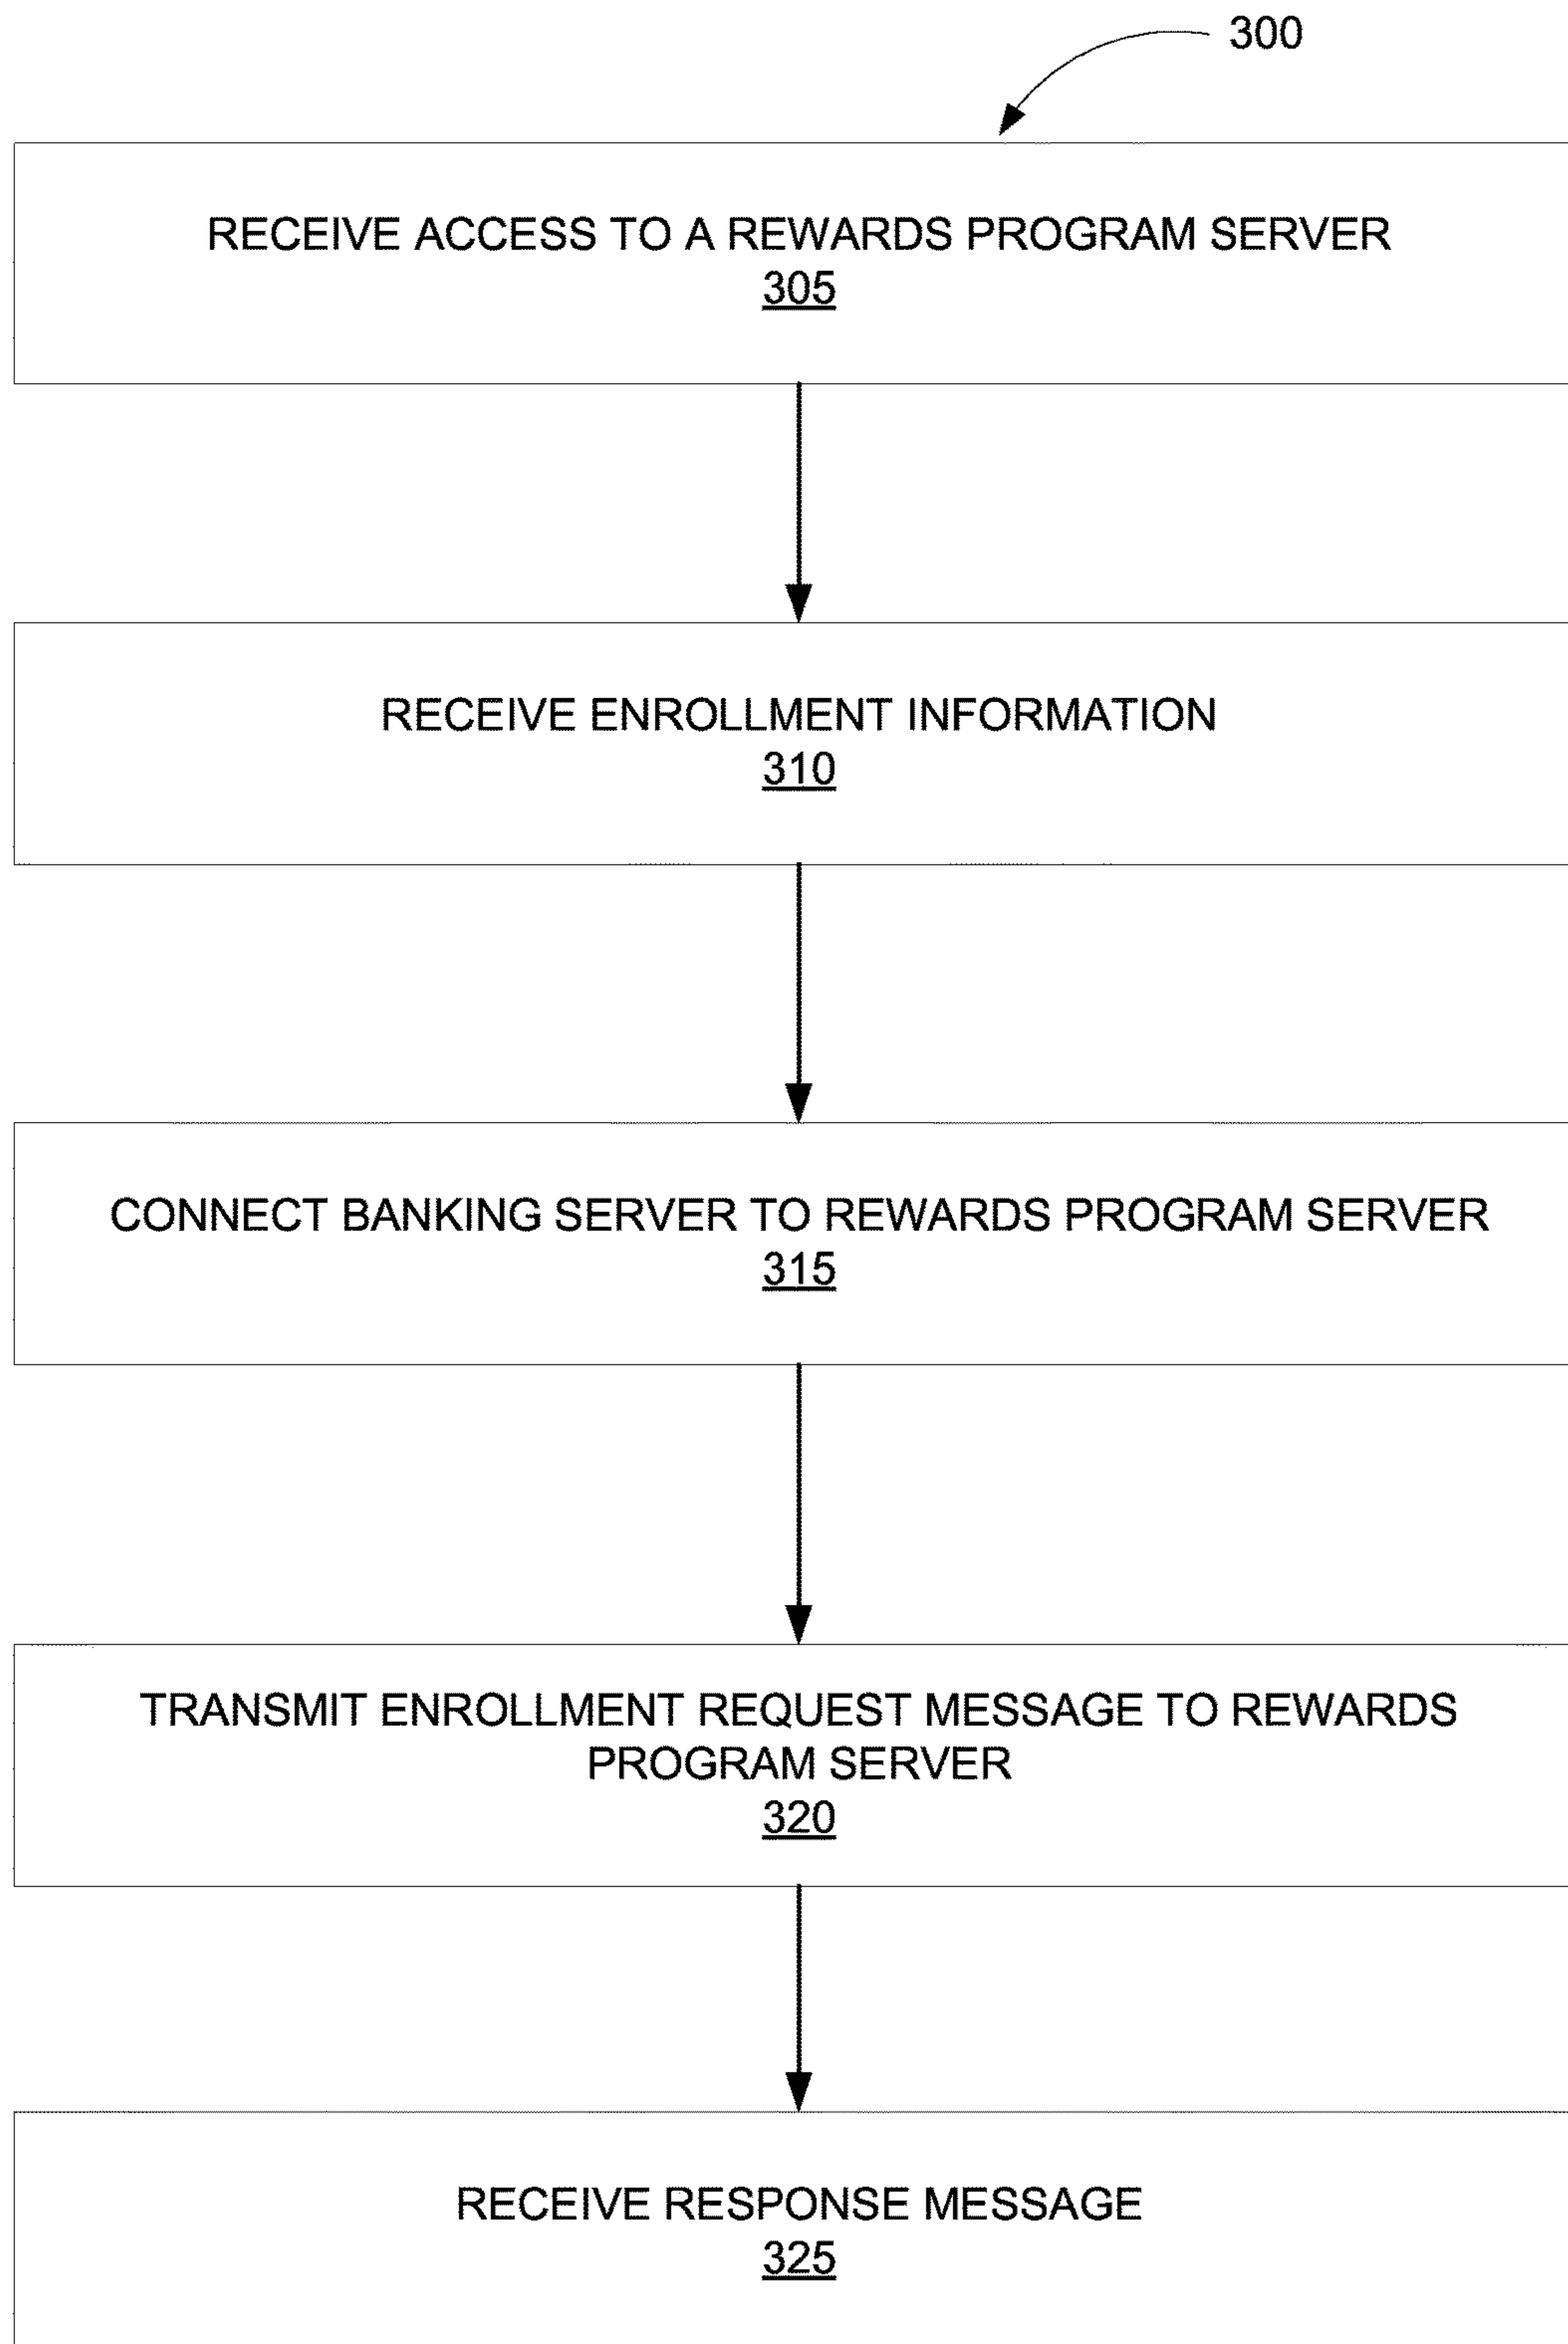 300
RECEIVE ACCESS TO A REWARDS PROGRAM SERVER
305
RECEIVE ENROLLMENT INFORMATION
310
CONNECT BANKING SERVER TO REWARDS PROGRAM SERVER
315
TRANSMIT ENROLLMENT REQUEST MESSAGE TO REWARDS
PROGRAM SERVER
320
RECEIVE RESPONSE MESSAGE
325